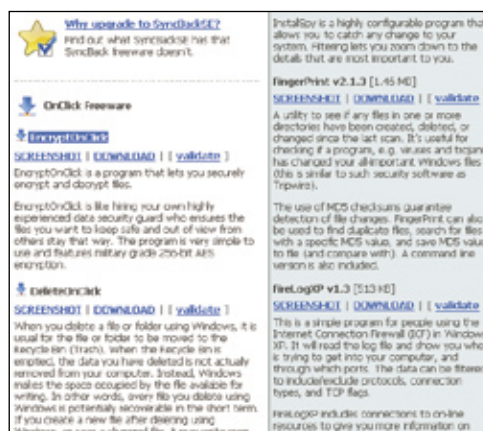 Why upgrade to SyncBackSE?
Find out what SyncBackSE has that
SyncBack freeware doesn't.
OnClick Freeware
EncryptOnClick
SCREENSHOT | DOWNLOAD | [ validate ]
EncryptOnClick is a program that lets you securely
encrypt and decrypt files.
EncryptOnClick is like hiring your own highly
experienced data security guard who ensures the
files you want to keep safe and out of view from
others stay that way. The program is very simple to
use and features military grade 256-bit AES
encryption.
DeleteOnClick
SCREENSHOT | DOWNLOAD | [ validate ]
When you delete a file or folder using Windows, it is
usual for the file or folder to be moved to the
Recycle Bin (Trash). When the Recycle Bin is
emptied, the data you have deleted is not actually
removed from your computer. Instead, Windows
makes the space occupied by the file available for
writing. In other words, every file you delete using
Windows is potentially recoverable in the short term.
If you create a new file after deleting using
InstallSpy is a highly configurable program that
allows you to catch any change to your
system. Filtering lets you zoom down to the
details that are most important to you.
FingerPrint v2.1.3 [1.46 MB]
SCREENSHOT | DOWNLOAD | [ validate
A utility to see if any files in one or more
directories have been created, deleted, or
changed since the last scan. It's useful for
checking if a program, e.g. viruses and trojans
has changed your all-important Windows files
(this is similar to such security software as
Tripwire).
The use of MD5 checksums guarantee
detection of file changes. FingerPrint can also
be used to find duplicate files, search for files
with a specific MD5 value, and save MD5 value
to file (and compare with). A command line
version is also included.
FireLogXP v1.3 [513 KB]
SCREENSHOT | DOWNLOAD | [ validate
This is a simple program for people using the
Internet Connection Firewall (ICF) in Windows
XP. It will read the log file and show you who
is trying to get into your computer, and
through which ports. The data can be filtered
to include/exclude protocols, connection
types, and TCP flags.
FireLogXP includes connections to on-line
resources to give you more information on